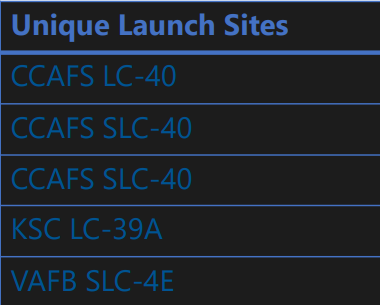 Unique Launch Sites
CCAFS LC-40
CCAFS SLC-40
CCAFS SLC-40
KSC LC-39A
VAFB SLC-4E